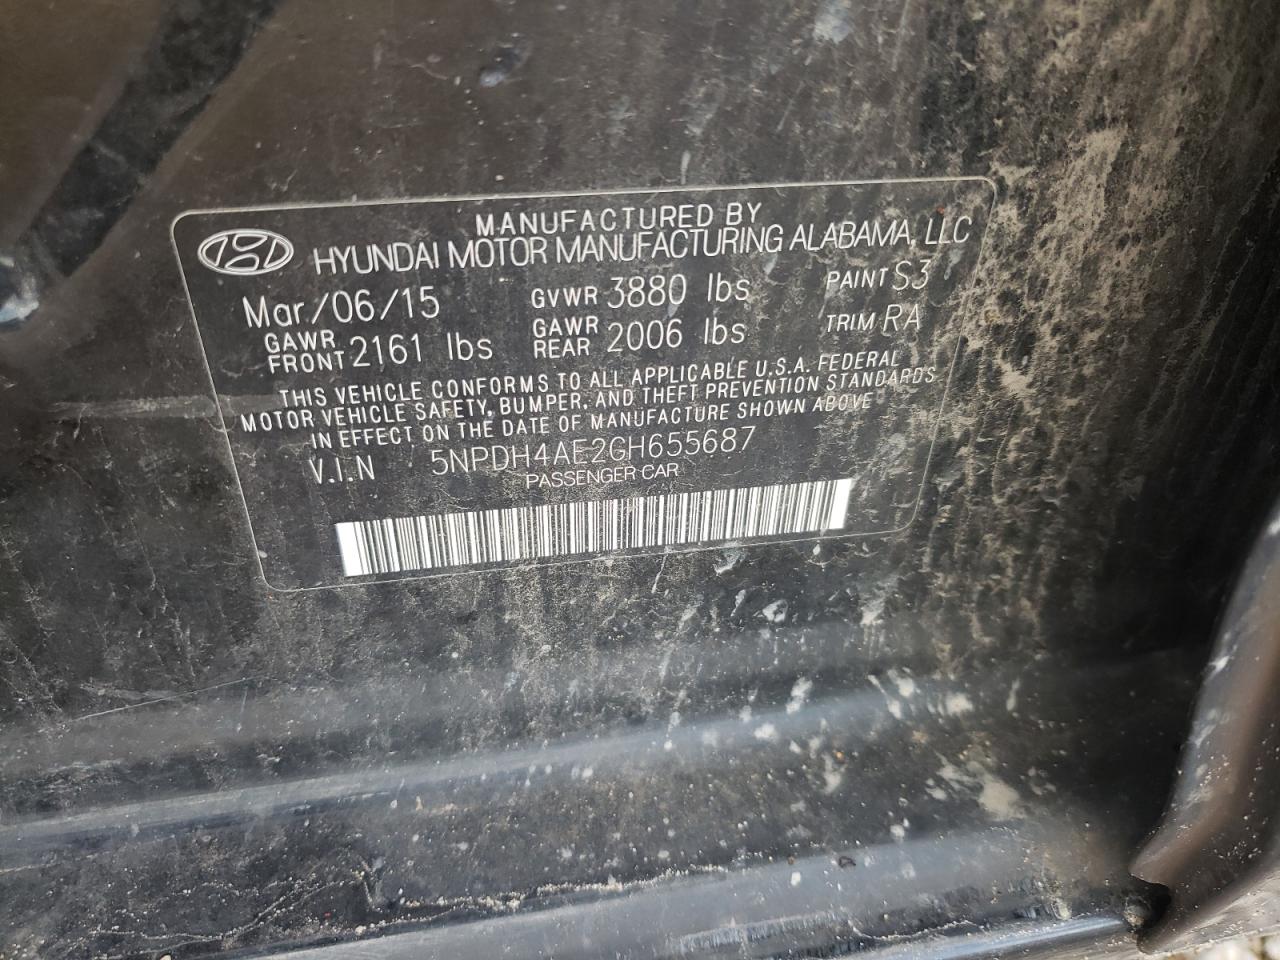 MANUFACTURED BY
HYUNDAI MOTOR MANUFACTURING ALABAMA, LLC
Mar./06/15 GVWR 3880 lbs PAINT S3
GAWR FRONT 2161 lbs GAWR REAR 2006 lbs TRIM RA
THIS VEHICLE CONFORMS TO ALL APPLICABLE U.S.A. FEDERAL
MOTOR VEHICLE SAFETY, BUMPER, AND THEFT PREVENTION STANDARDS
IN EFFECT ON THE DATE OF MANUFACTURE SHOWN ABOVE
V.I.N 5NPDH4AE2GH655687
PASSENGER CAR